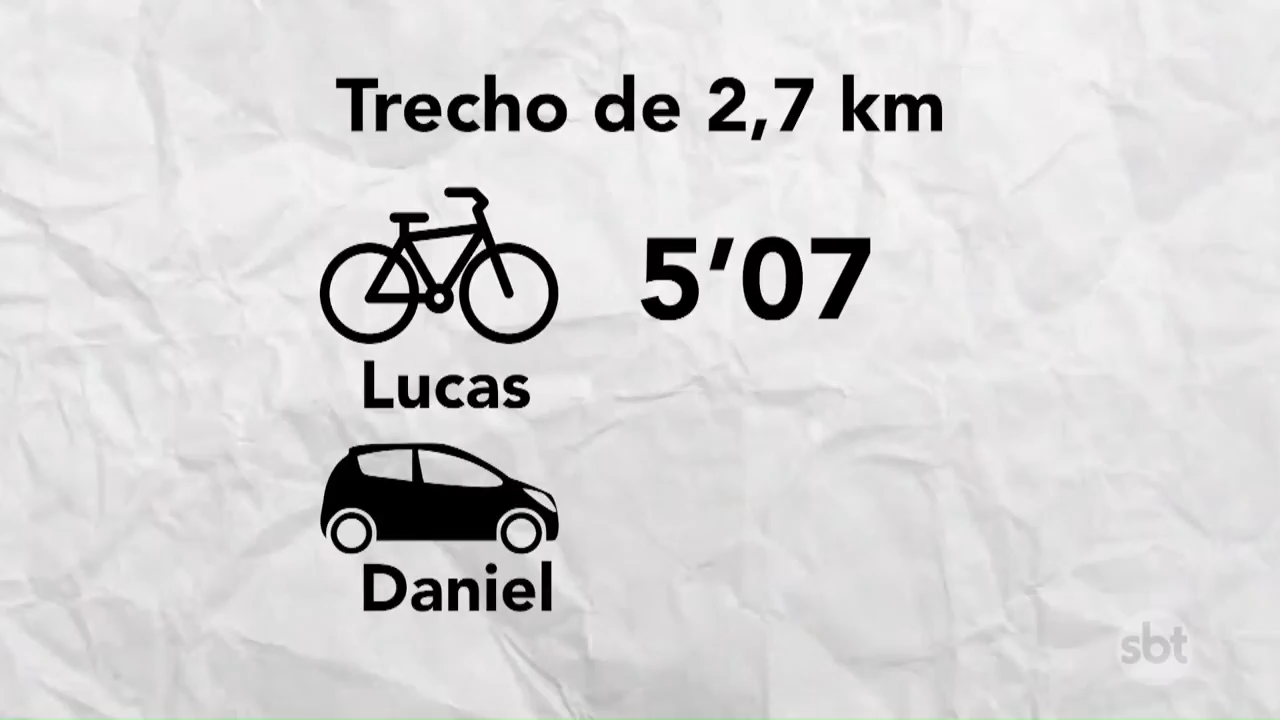 Trecho de 2,7 km
5’07
Lucas
Daniel
sbt